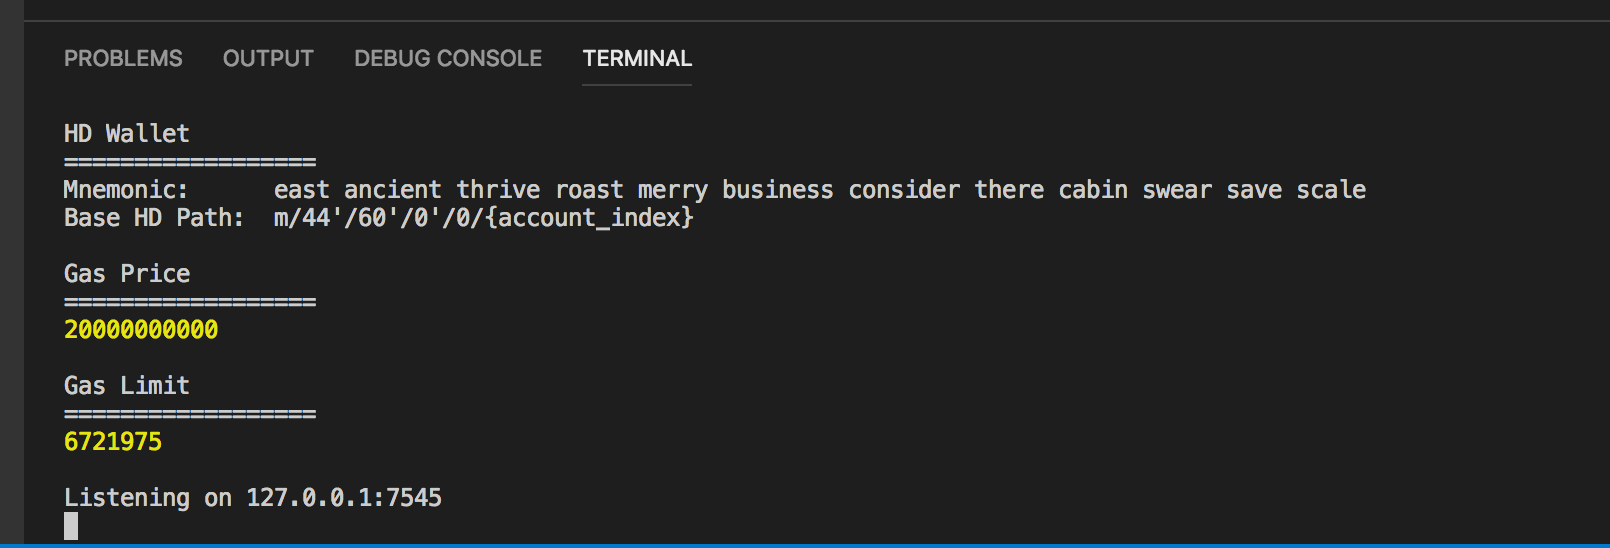 PROBLEMS OUTPUT DEBUG CONSOLE TERMINAL
HD Wallet
==================
Mnemonic:      east ancient thrive roast merry business consider there cabin swear save scale
Base HD Path:  m/44'/60'/0'/0/{account_index}
Gas Price
==================
20000000000
Gas Limit
==================
6721975
Listening on 127.0.0.1:7545